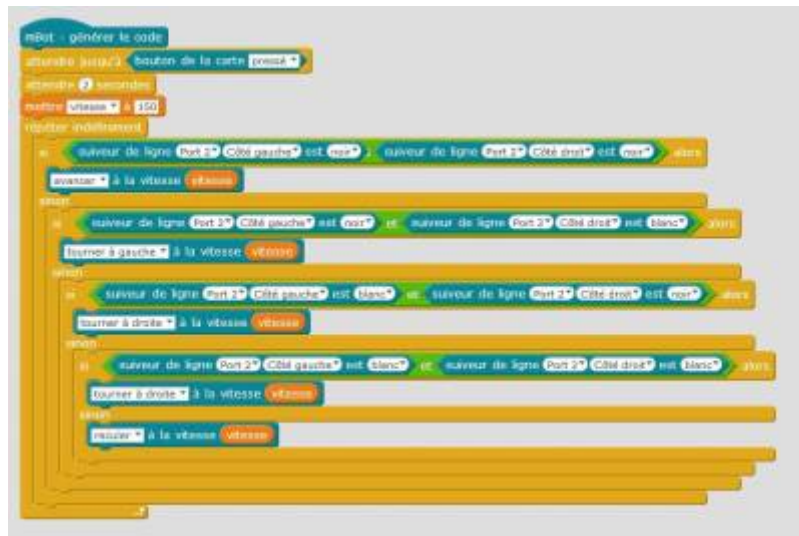 mBot - générer le code
attendre jusqu'à bouton de la carte pressé
attendre 2 secondes
mettre vitesse à 150
répéter indéfiniment
si suiveur de ligne Port 2 Côté gauche est noir et suiveur de ligne Port 2 Côté droit est noir alors
avancer à la vitesse vitesse
sinon
si suiveur de ligne Port 2 Côté gauche est noir et suiveur de ligne Port 2 Côté droit est blanc alors
tourner à gauche à la vitesse vitesse
sinon
si suiveur de ligne Port 2 Côté gauche est blanc et suiveur de ligne Port 2 Côté droit est noir alors
tourner à droite à la vitesse vitesse
sinon
si suiveur de ligne Port 2 Côté gauche est blanc et suiveur de ligne Port 2 Côté droit est blanc alors
tourner à droite à la vitesse vitesse
sinon
reculer à la vitesse vitesse